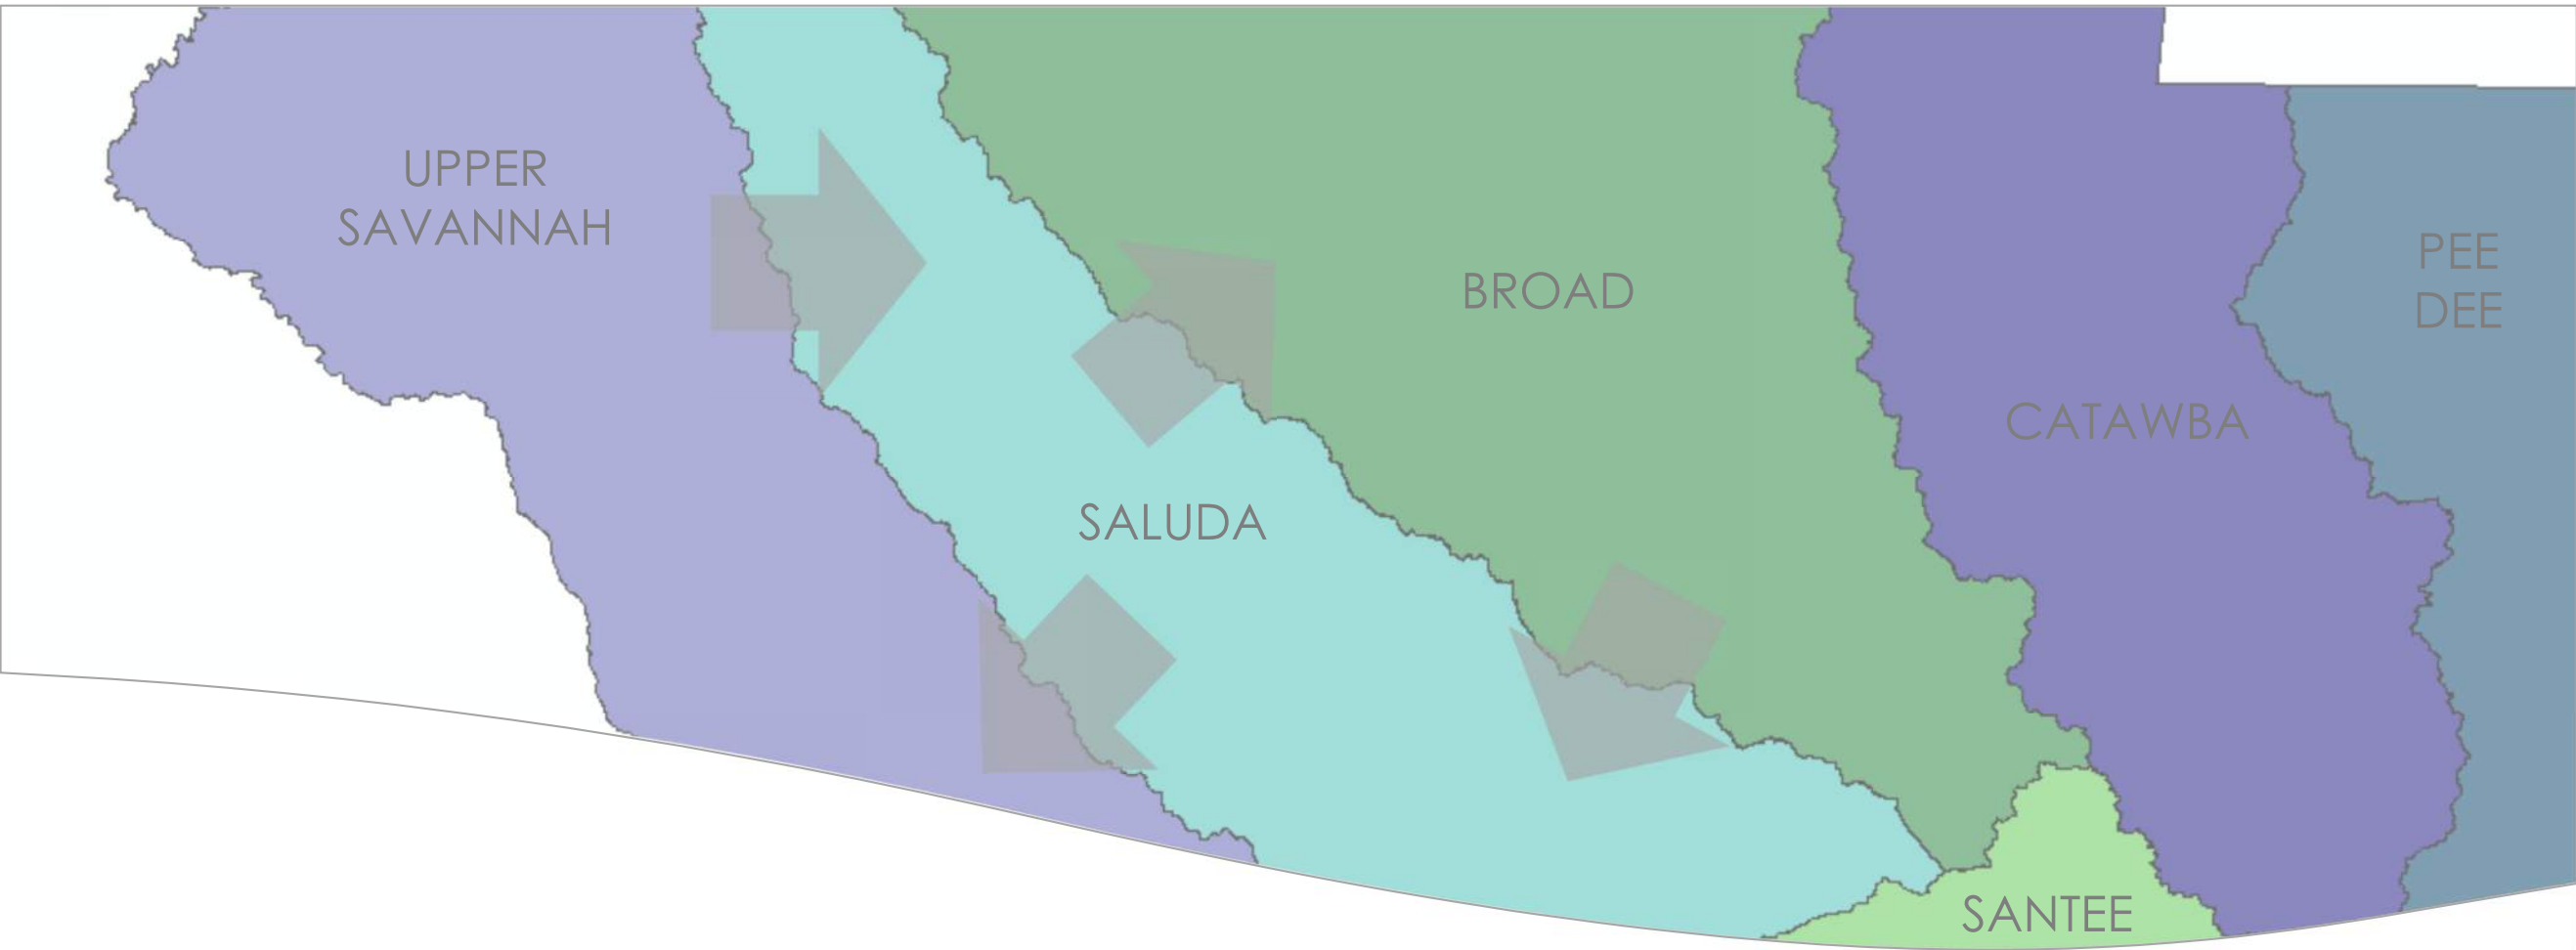 UPPER
SAVANNAH
SALUDA
BROAD
CATAWBA
PEE
DEE
SANTEE